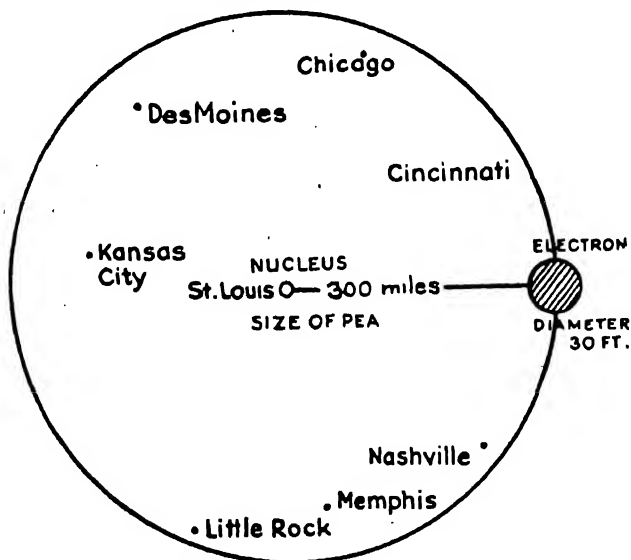 Chicago
DesMoines
Cincinnati
Kansas
City
ELECTRON
NUCLEUS
St. Louis 300 miles
SIZE OF PEA
DIAMETER
30 FT.
Nashville
Memphis
Little Rock